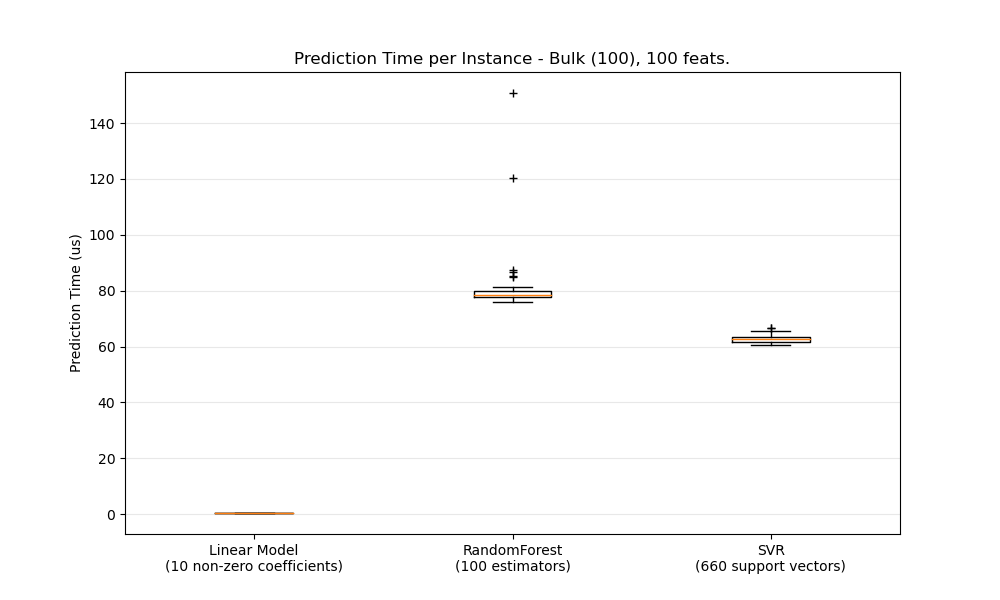 Prediction Time per Instance - Bulk (100), 100 feats.
Prediction Time (us)
140
120
100
80
60
40
20
0
Linear Model
(10 non-zero coefficients)
RandomForest
(100 estimators)
SVR
(660 support vectors)